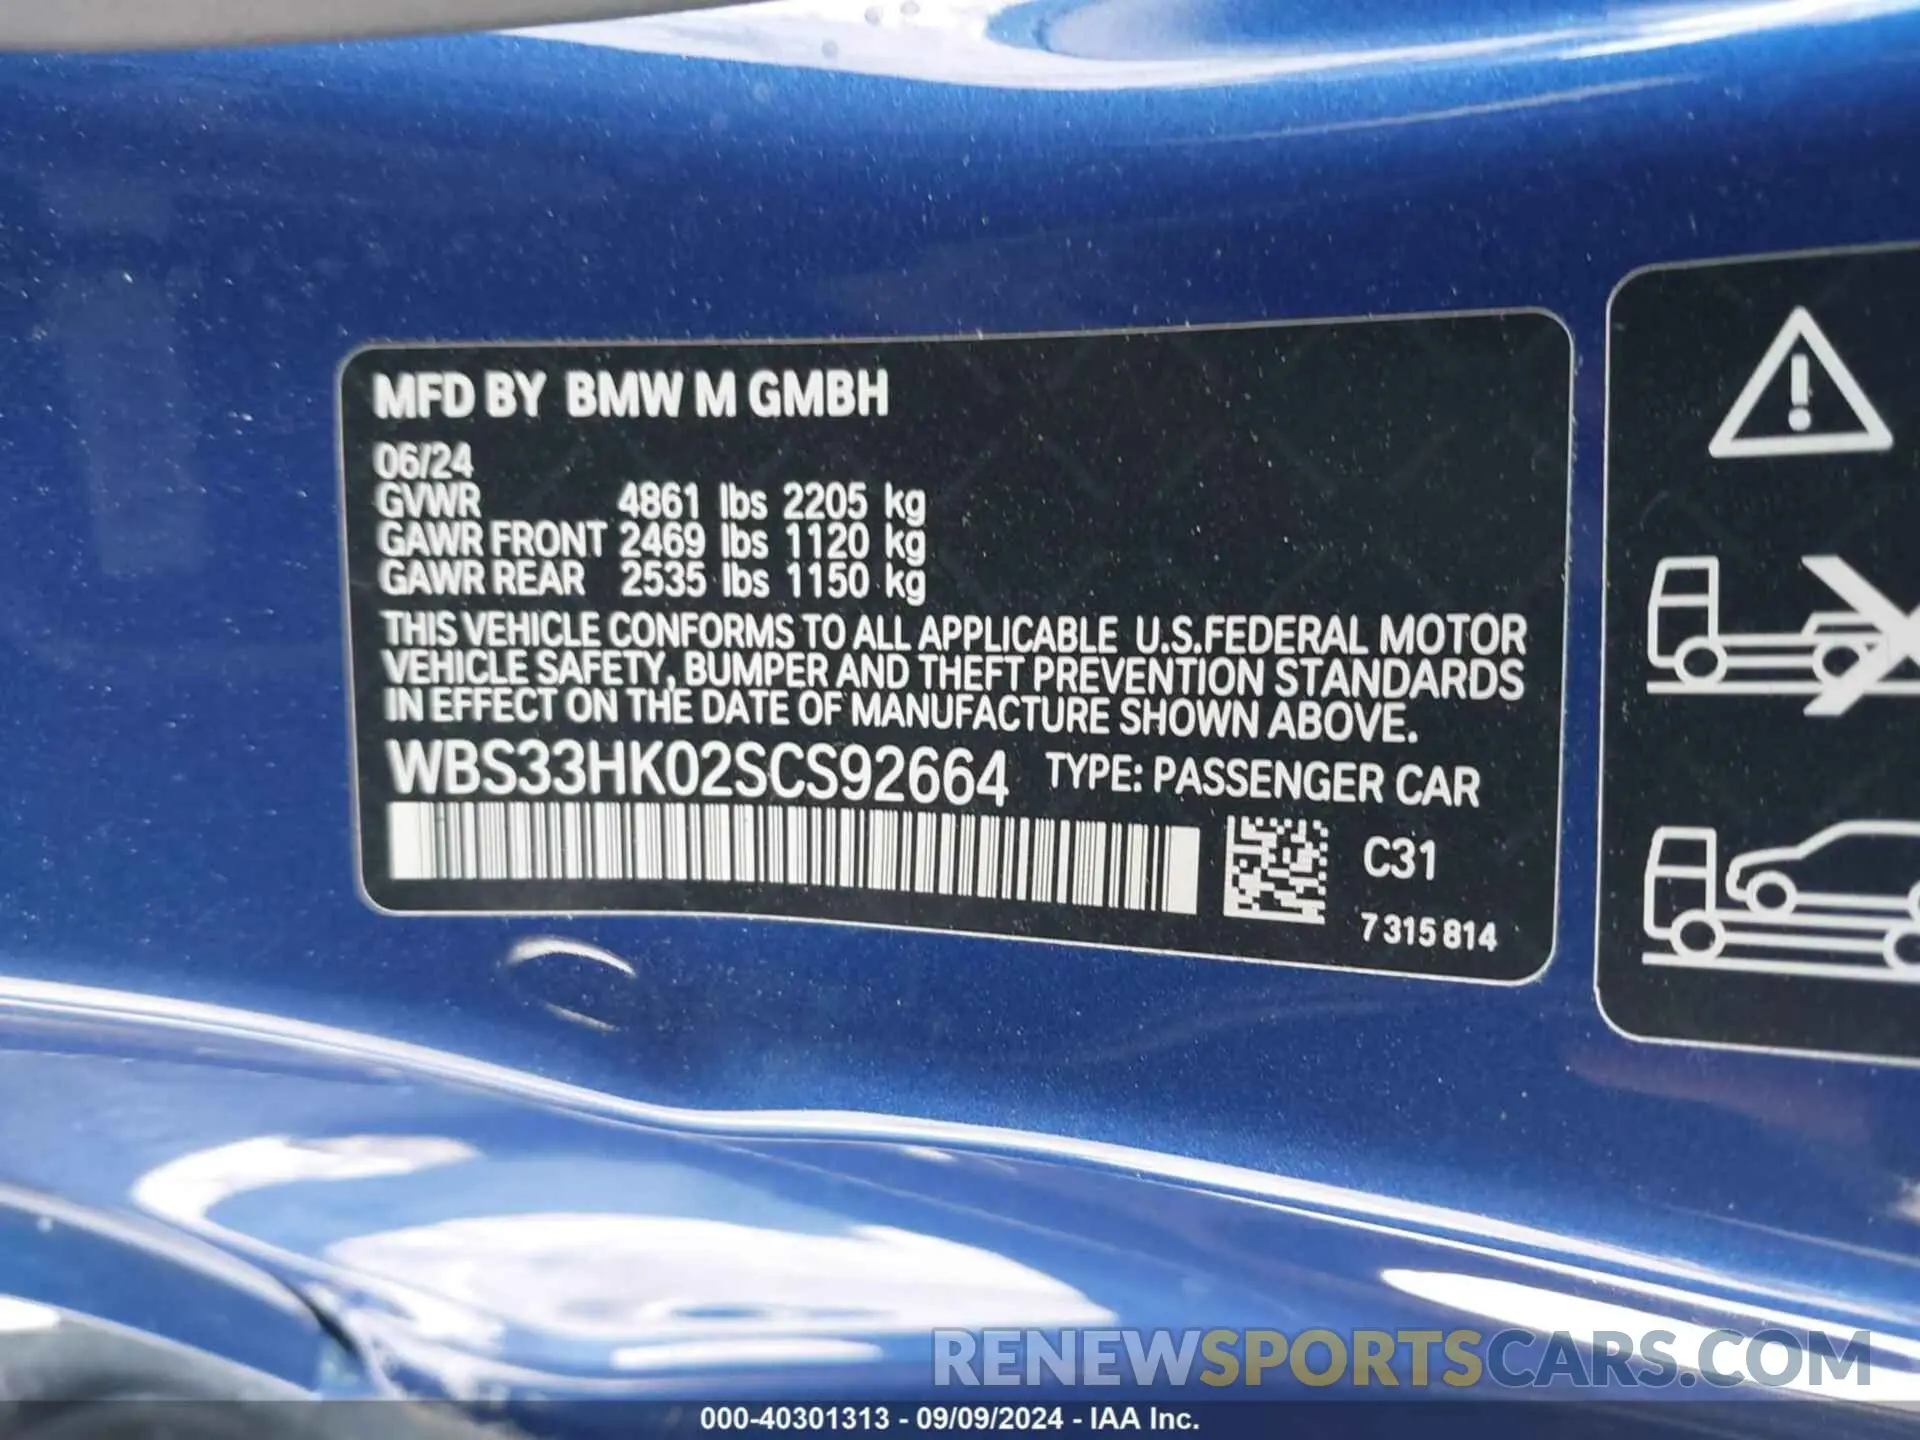 MFD BY BMW M GMBH
06/24
GVWR 4861 lbs 2205 kg
GAWR FRONT 2469 lbs 1120 kg
GAWR REAR 2535 lbs 1150 kg
THIS VEHICLE CONFORMS TO ALL APPLICABLE U.S.FEDERAL MOTOR
VEHICLE SAFETY, BUMPER AND THEFT PREVENTION STANDARDS
IN EFFECT ON THE DATE OF MANUFACTURE SHOWN ABOVE.
WBS33HK02SCS92664 TYPE: PASSENGER CAR
C31
7 315 814
RENEWSPORTSCARS.COM
000-40301313 - 09/09/2024 - IAA Inc.